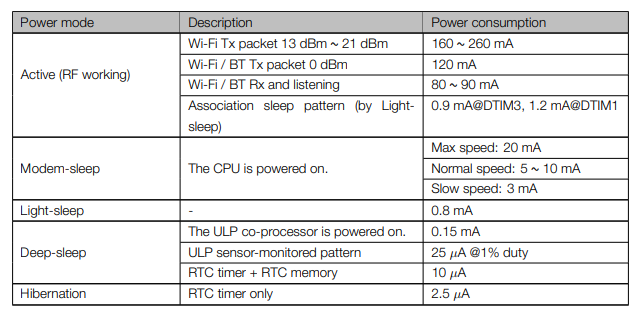 Power mode Description Power consumption
Active (RF working) Wi-Fi Tx packet 13 dBm ~ 21 dBm 160 ~ 260 mA
Wi-Fi / BT Tx packet 0 dBm 120 mA
Wi-Fi / BT Rx and listening 80 ~ 90 mA
Association sleep pattern (by Light-
sleep) 0.9 mA@DTIM3, 1.2 mA@DTIM1
Modem-sleep The CPU is powered on. Max speed: 20 mA
Normal speed: 5 ~ 10 mA
Slow speed: 3 mA
Light-sleep - 0.8 mA
Deep-sleep The ULP co-processor is powered on. 0.15 mA
ULP sensor-monitored pattern 25 μA @1% duty
RTC timer + RTC memory 10 μA
Hibernation RTC timer only 2.5 μA